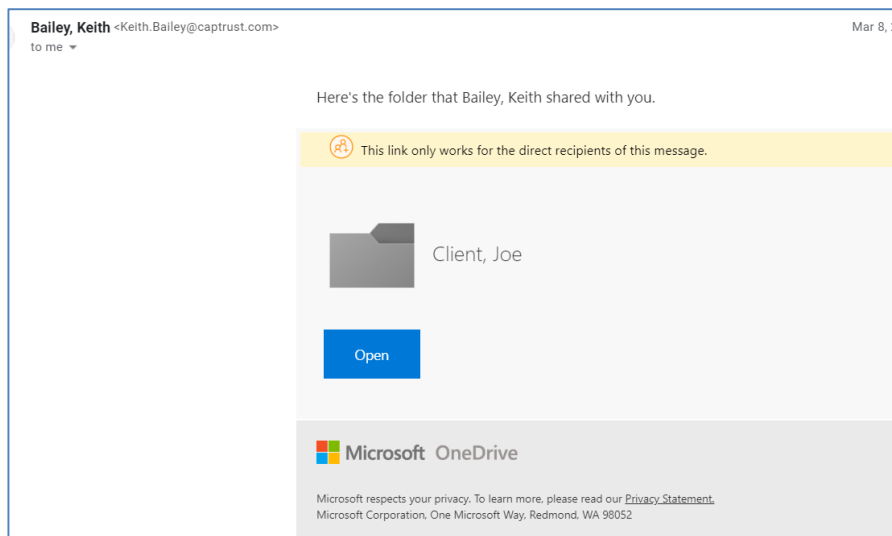 Bailey, Keith <Keith.Bailey@captrust.com>
Mar 8,
to me
Here's the folder that Bailey, Keith shared with you.
This link only works for the direct recipients of this message.
Client, Joe
Open
Microsoft OneDrive
Microsoft respects your privacy. To learn more, please read our Privacy Statement.
Microsoft Corporation, One Microsoft Way, Redmond, WA 98052